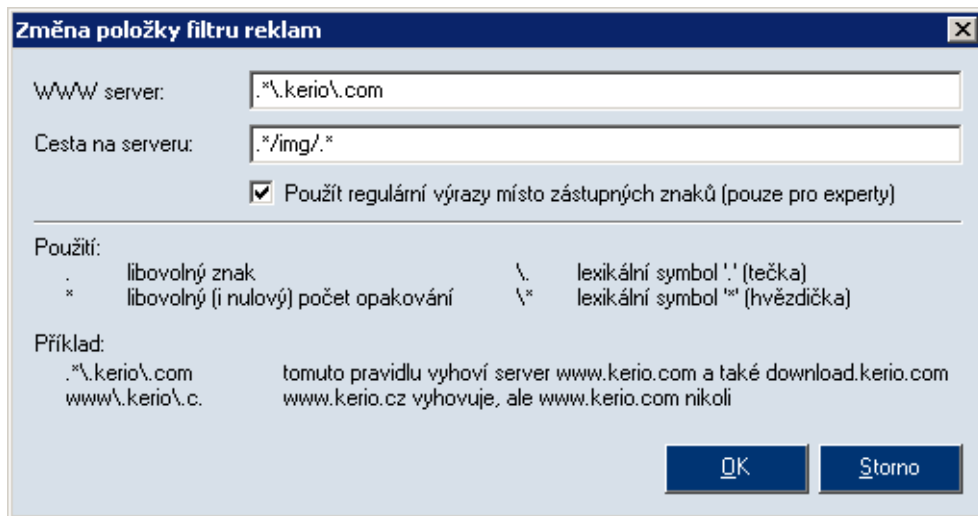 Změna položky filtru reklam
WWW server: .*\.kerio\.com
Cesta na serveru: .*/img/.*
Použít regulární výrazy místo zástupných znaků (pouze pro experty)
Použití:
. libovolný znak \. lexikální symbol '.' (tečka)
* libovolný (i nulový) počet opakování \* lexikální symbol '*' (hvězdička)
Příklad:
.*\.kerio\.com tomuto pravidlu vyhoví server www.kerio.com a také download.kerio.com
www\.kerio\.c. www.kerio.cz vyhovuje, ale www.kerio.com nikoli
OK Storno